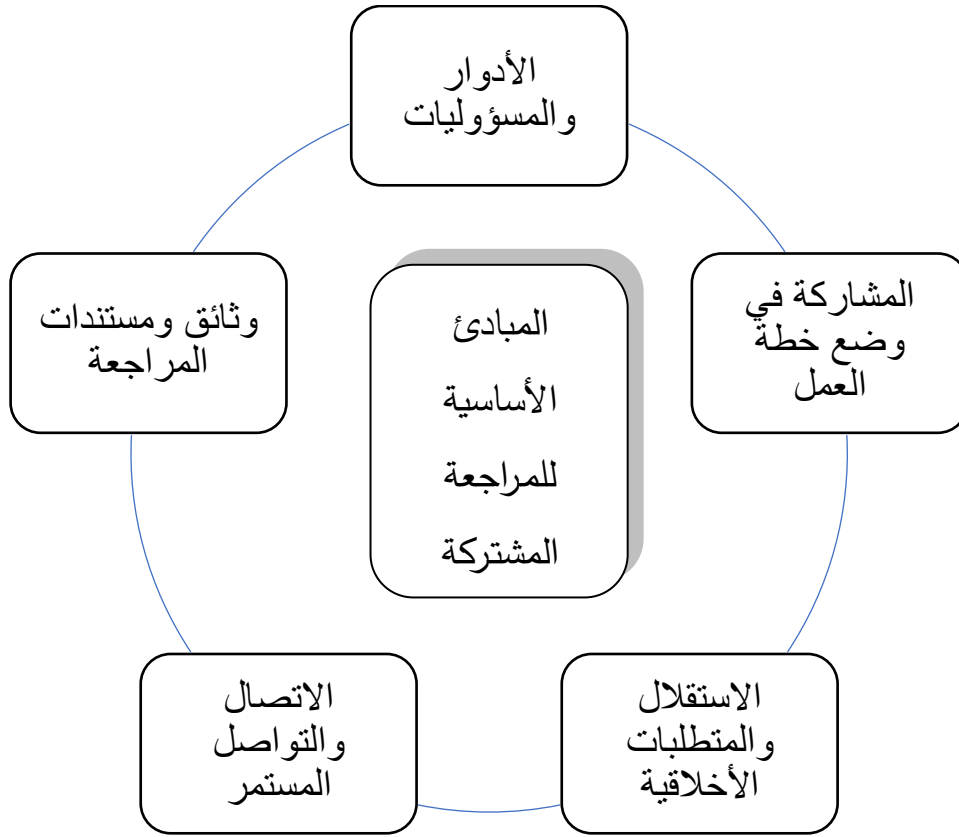 الأدوار
والمسؤوليات
المشاركة في
وضع خطة
العمل
الاستقلال
والمتطلبات
الأخلاقية
الاتصال
والتواصل
المستمر
وثائق ومستندات
المراجعة
المبادئ
الأساسية
للمراجعة
المشتركة